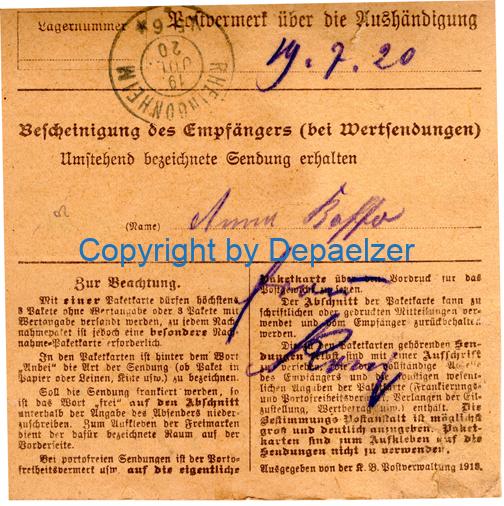 Lagernummer
Postvermerk über die Aushändigung
RHEINGÖNHEIM
19. JUL. 20
19. 7. 20
Bescheinigung des Empfängers (bei Wertsendungen)
Umstehend bezeichnete Sendung erhalten
(Name) Anna
Copyright by Depaelzer
Zur Beachtung.
Mit einer Paketkarte dürfen höchstens
3 Pakete ohne Wertangabe oder 3 Pakete mit
Wertangabe versandt werden, zu jedem Nach-
nahmepaket ist jedoch eine besondere Nach-
nahme-Paketkarte erforderlich.
In den Paketkarten ist hinter dem Wort
„Anbei“ die Art der Sendung (ob Paket in
Papier oder Leinen, Kiste usw.) zu bezeichnen.
Soll die Sendung frankiert werden, so
ist das Wort „frei“ auf den Abschnitt
unterhalb der Angabe des Absenders nieder-
zuschreiben. Zum Aufkleben der Freimarken
dient der dafür bezeichnete Raum auf der
Vorderseite.
Bei portofreien Sendungen ist der Porto-
freiheitsvermerk usw. auf die eigentliche
Paketkarte über dem Vordruck für das
Postgewicht zu setzen.
Der Abschnitt der Paketkarte kann zu
schriftlichen oder gedruckten Mitteilungen ver-
wendet und vom Empfänger zurückbehalten
werden.
Die zu den Paketkarten gehörenden Sen-
dungen selbst sind mit einer Aufschrift
des Empfängers und die etwaigen wesent-
lichen Angaben der Karte (Frankierungs-
und Portofreiheitsvermerk, Verlangen der Eil-
zustellung, Wertbetrag usw.) enthält. Die
Bestimmungs-Postanstalt ist möglichst
groß und deutlich anzugeben. Paket-
karten sind zum Aufkleben auf die
Sendungen nicht zu verwenden.
Ausgegeben von der K. B. Postverwaltung 1918.